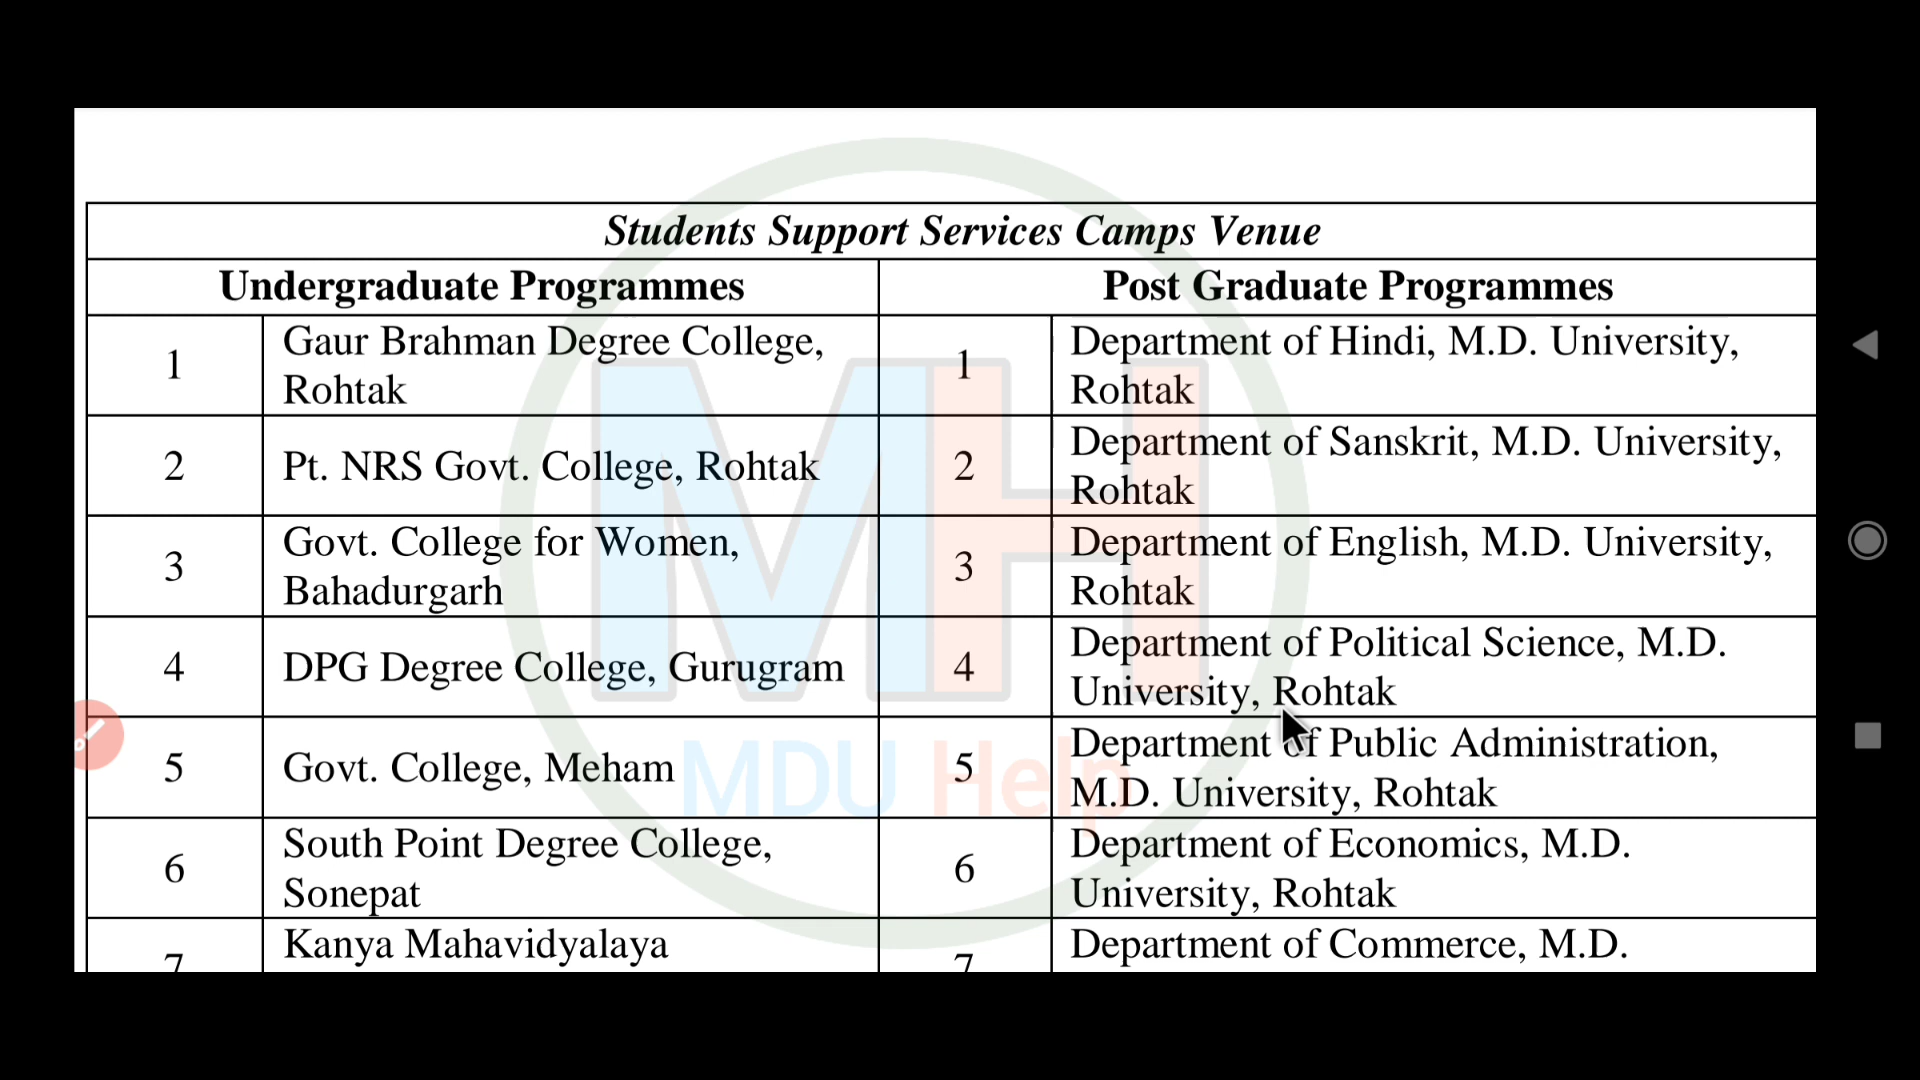 Students Support Services Camps Venue
Undergraduate Programmes
Post Graduate Programmes
1
Gaur Brahman Degree College,
Rohtak
1
Department of Hindi, M.D. University,
Rohtak
2
Pt. NRS Govt. College, Rohtak
2
Department of Sanskrit, M.D. University,
Rohtak
3
Govt. College for Women,
Bahadurgarh
3
Department of English, M.D. University,
Rohtak
4
DPG Degree College, Gurugram
4
Department of Political Science, M.D.
University, Rohtak
5
Govt. College, Meham
5
Department of Public Administration,
M.D. University, Rohtak
6
South Point Degree College,
Sonepat
6
Department of Economics, M.D.
University, Rohtak
7
Kanya Mahavidyalaya
7
Department of Commerce, M.D.
MH
MDU Help